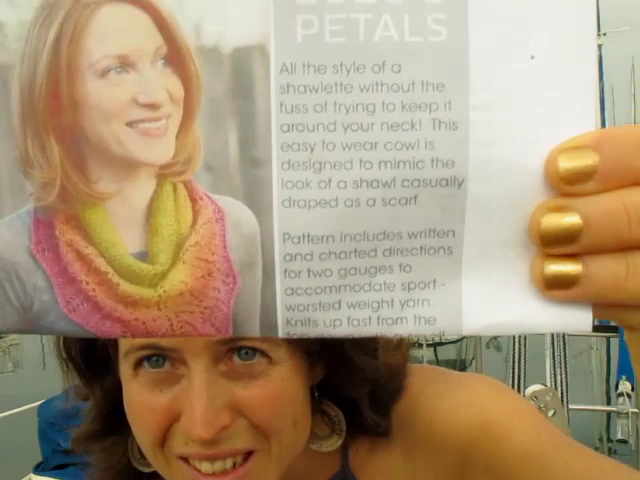 PETALS
All the style of a
shawlette without the
fuss of trying to keep it
around your neck! This
easy to wear cowl is
designed to mimic the
look of a shawl casually
draped as a scarf.
Pattern includes written
and charted directions
for two gauges to
accommodate sport -
worsted weight yarn.
Knits up fast from the